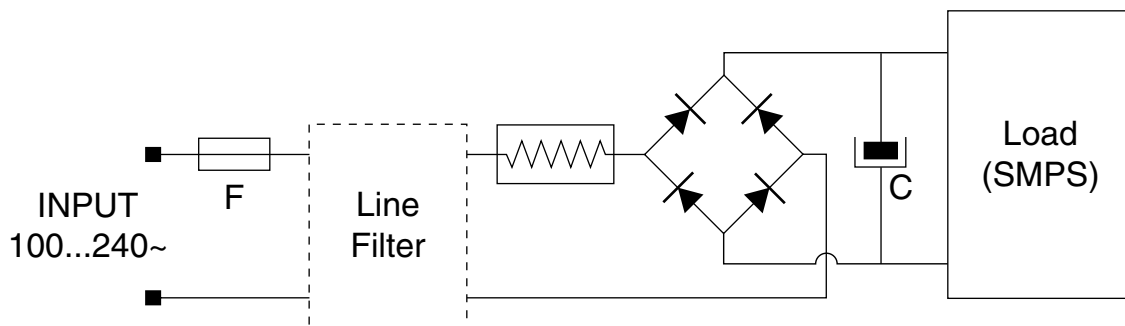 INPUT
100...240~
F
Line
Filter
C
Load
(SMPS)